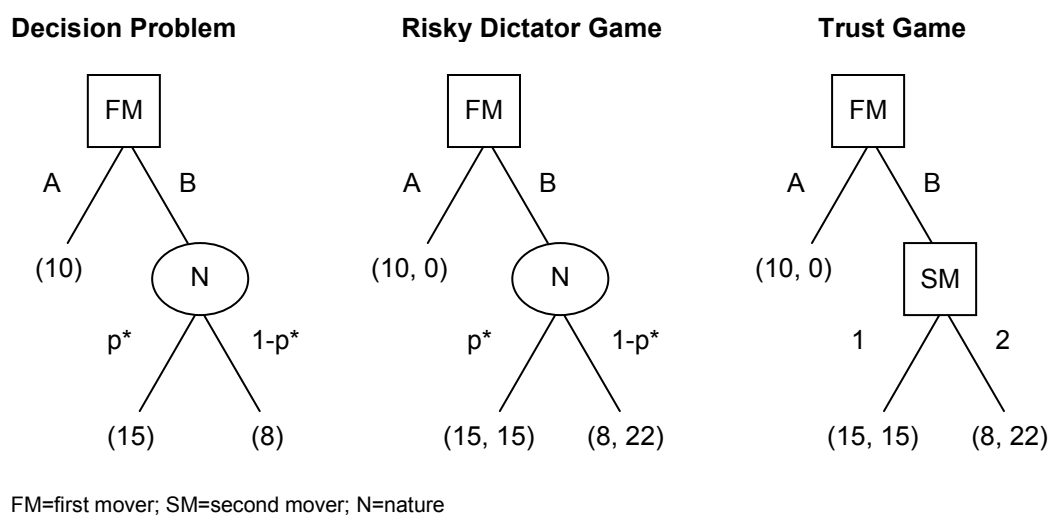 Decision Problem Risky Dictator Game Trust Game
FM FM FM
A B A B A B
(10) N (10, 0) N (10, 0) SM
p* 1-p* p* 1-p* 1 2
(15) (8) (15, 15) (8, 22) (15, 15) (8, 22)
FM=first mover; SM=second mover; N=nature